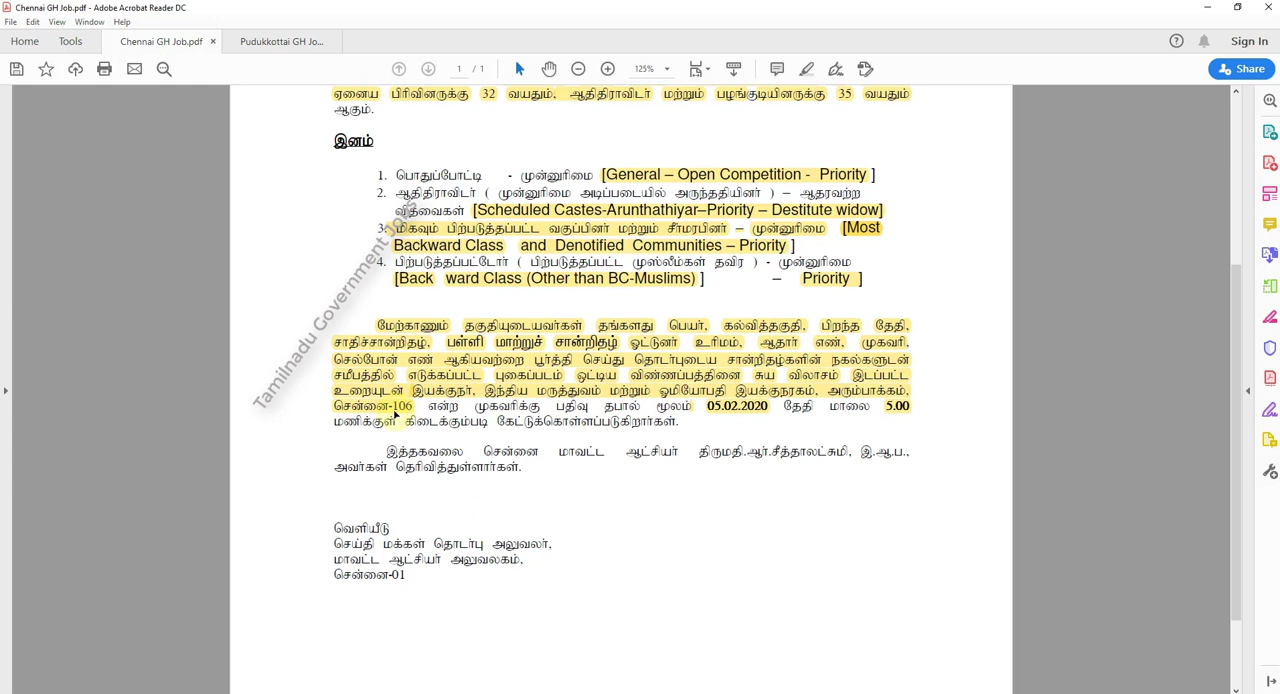 Chennai GH Job.pdf - Adobe Acrobat Reader DC
File Edit View Window Help
Home Tools Chennai GH Job.pdf × Pudukkottai GH Jo... Sign In
1 / 1 125% Share
ஏனைய பிரிவினருக்கு 32 வயதும், ஆதிதிராவிடர் மற்றும் பழங்குடியினருக்கு 35 வயதும்
ஆகும்.
இனம்
1. பொதுப்போட்டி - முன்னுரிமை [General – Open Competition - Priority ]
2. ஆதிதிராவிடர் ( முன்னுரிமை அடிப்படையில் அருந்ததியினர் ) – ஆதரவற்ற
விதவைகள் [Scheduled Castes-Arunthathiyar–Priority – Destitute widow]
3. மிகவும் பிற்படுத்தப்பட்ட வகுப்பினர் மற்றும் சீர்மரபினர் – முன்னுரிமை [Most
Backward Class and Denotified Communities – Priority ]
4. பிற்படுத்தப்பட்டோர் ( பிற்படுத்தப்பட்ட முஸ்லீம்கள் தவிர ) - முன்னுரிமை
[Back ward Class (Other than BC-Muslims) ] – Priority ]
மேற்காணும் தகுதியுடையவர்கள் தங்களது பெயர், கல்வித்தகுதி, பிறந்த தேதி,
சாதிச்சான்றிதழ், பள்ளி மாற்றுச் சான்றிதழ் ஓட்டுனர் உரிமம், ஆதார் எண், முகவரி,
செல்போன் எண் ஆகியவற்றை பூர்த்தி செய்து தொடர்புடைய சான்றிதழ்களின் நகல்களுடன்
சமீபத்தில் எடுக்கப்பட்ட புகைப்படம் ஒட்டிய விண்ணப்பத்தினை சுய விலாசம் இடப்பட்ட
உறையுடன் இயக்குநர், இந்திய மருத்துவம் மற்றும் ஓமியோபதி இயக்குநரகம், அரும்பாக்கம்,
சென்னை-106 என்ற முகவரிக்கு பதிவு தபால் மூலம் 05.02.2020 தேதி மாலை 5.00
மணிக்குள் கிடைக்கும்படி கேட்டுக்கொள்ளப்படுகிறார்கள்.
இத்தகவலை சென்னை மாவட்ட ஆட்சியர் திருமதி.ஆர்.சீத்தாலட்சுமி, இ.ஆ.ப.,
அவர்கள் தெரிவித்துள்ளார்கள்.
வெளியீடு
செய்தி மக்கள் தொடர்பு அலுவலர்,
மாவட்ட ஆட்சியர் அலுவலகம்,
சென்னை-01
Tamilnadu Government Jobs